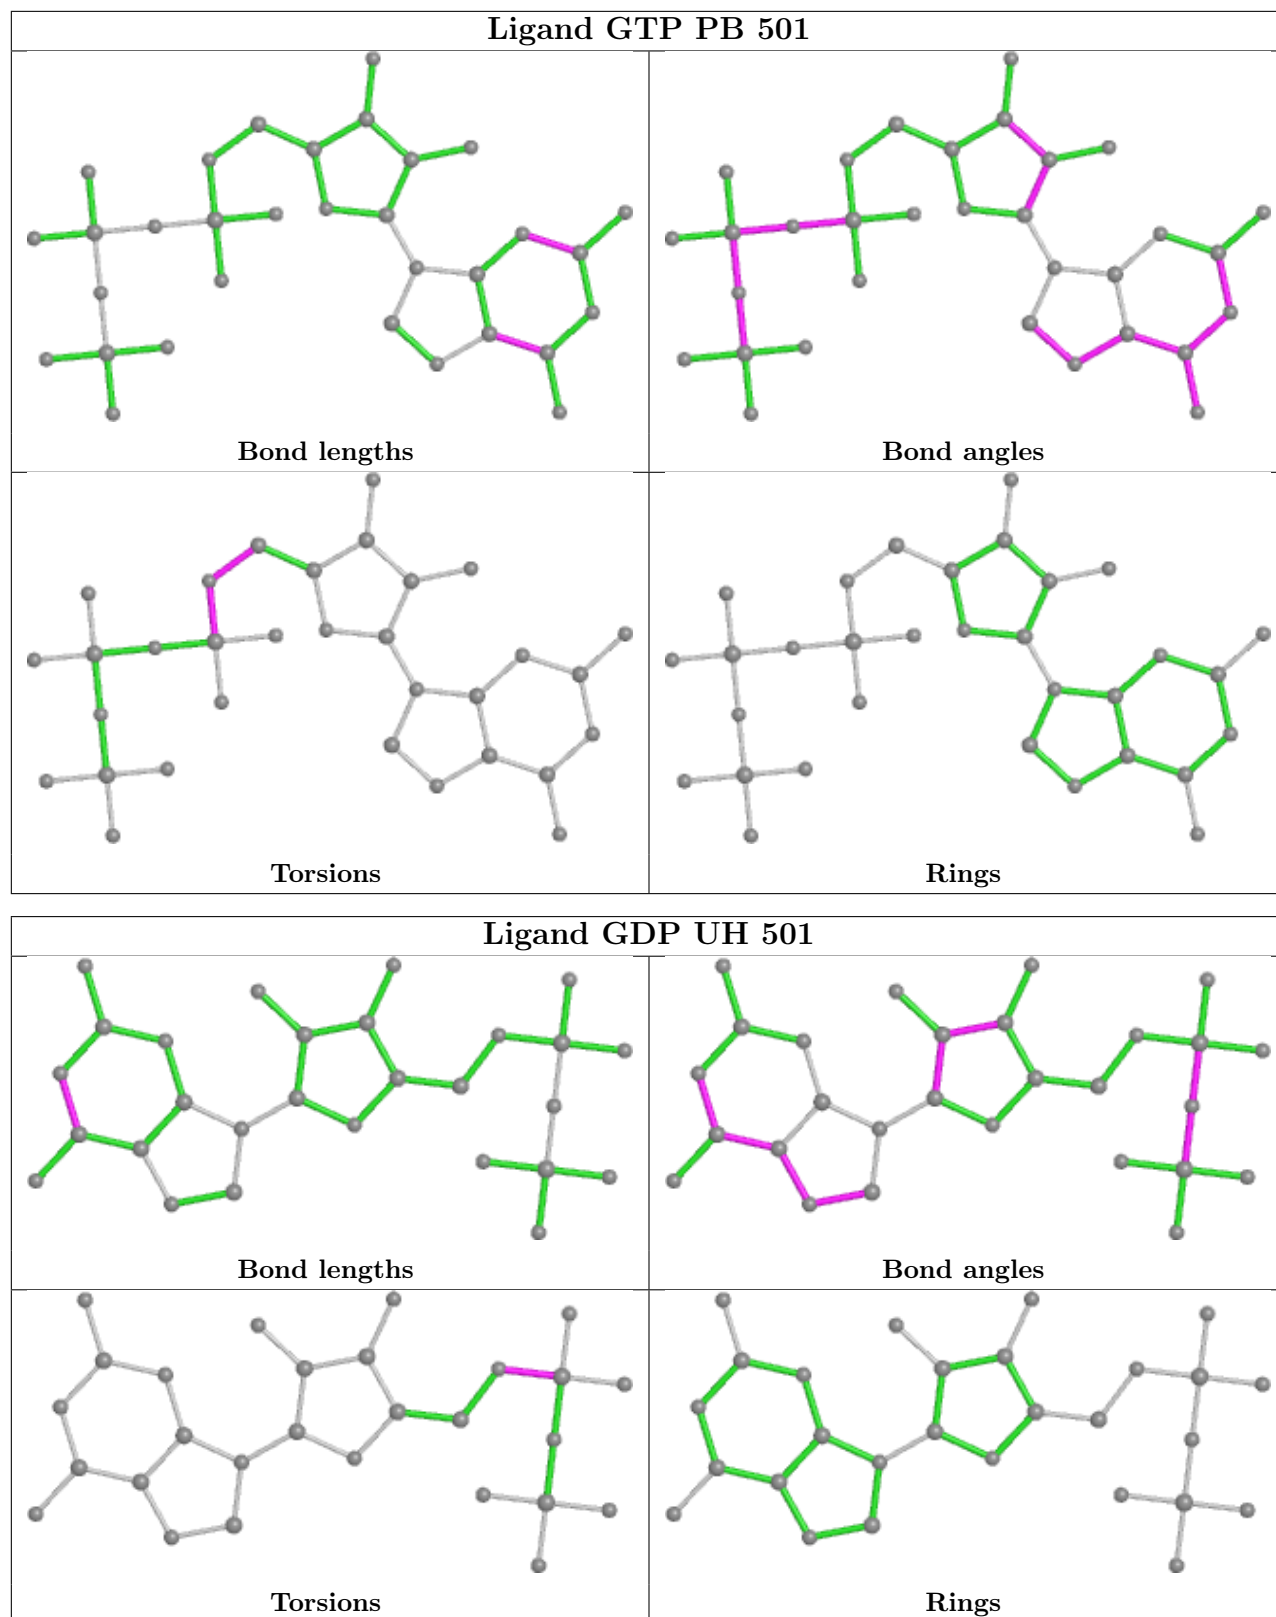 Ligand GTP PB 501
Bond lengths
Bond angles
Torsions
Rings
Ligand GDP UH 501
Bond lengths
Bond angles
Torsions
Rings